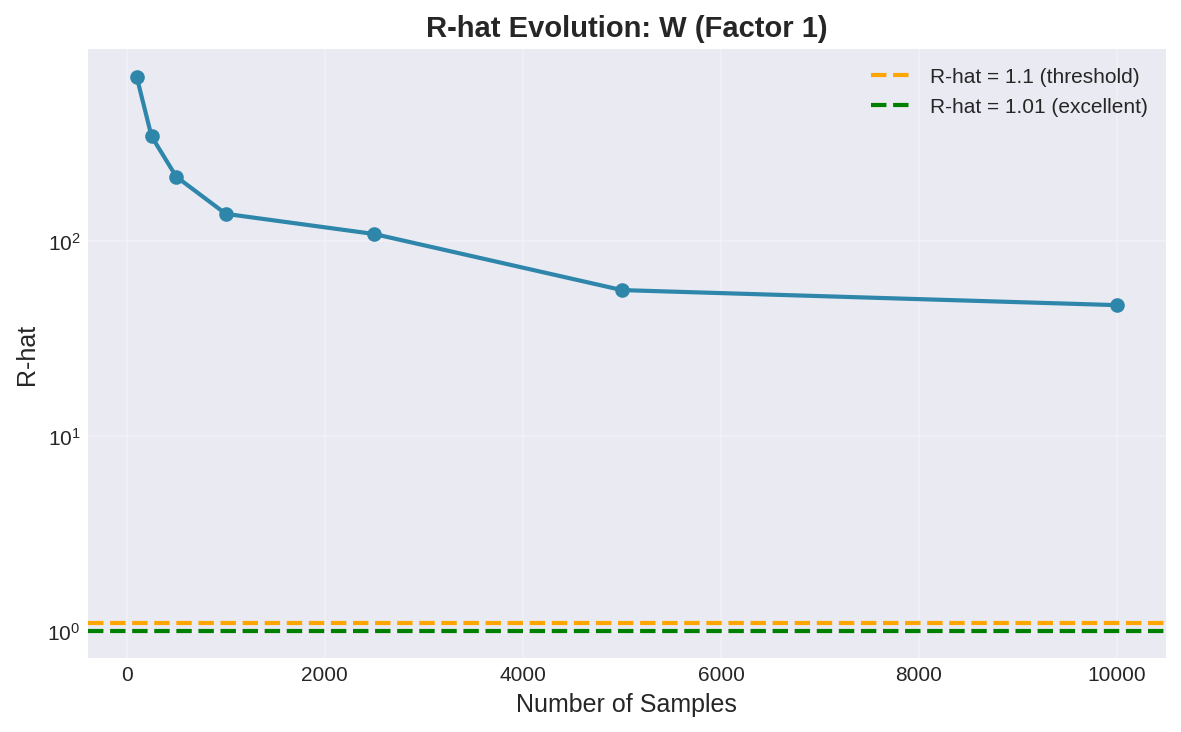 R-hat Evolution: W (Factor 1)
R-hat = 1.1 (threshold)
R-hat = 1.01 (excellent)
R-hat
10²
10¹
10⁰
0 2000 4000 6000 8000 10000
Number of Samples